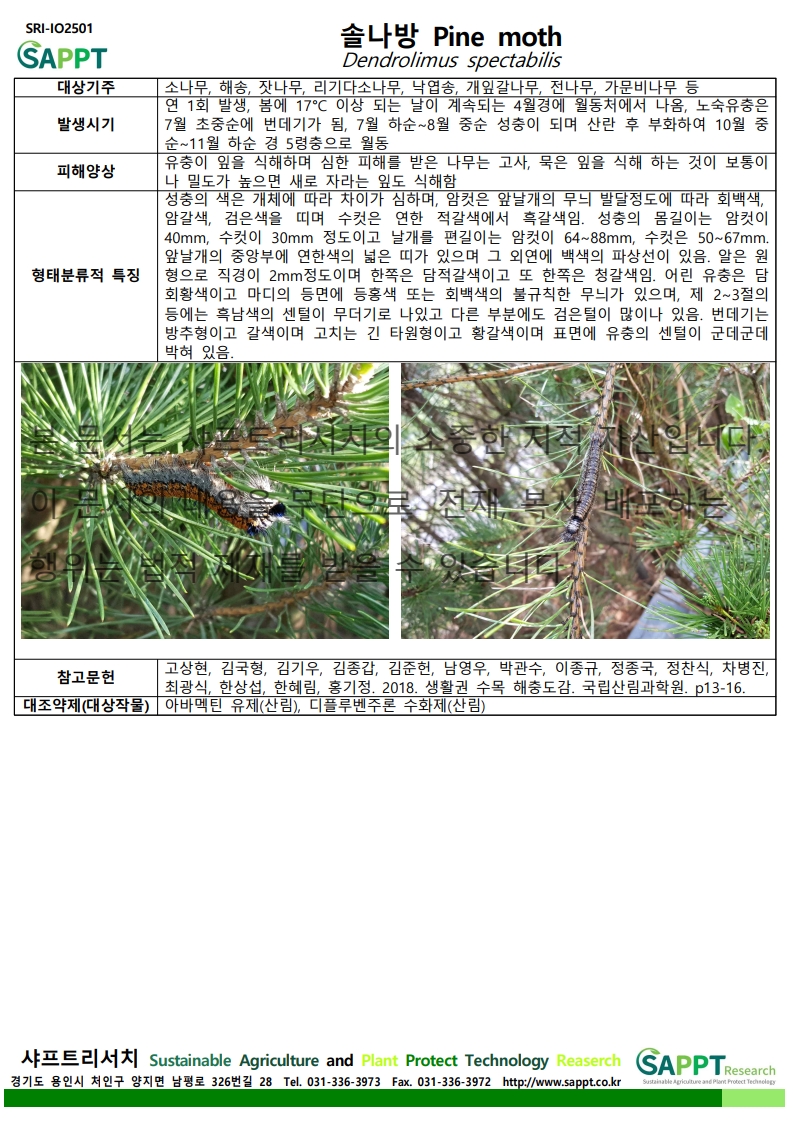 SRI-IO2501
SAPPT
솔나방 Pine moth
Dendrolimus spectabilis
대상기주
소나무, 해송, 잣나무, 리기다소나무, 낙엽송, 개잎갈나무, 전나무, 가문비나무 등
발생시기
연 1회 발생, 봄에 17℃ 이상 되는 날이 계속되는 4월경에 월동처에서 나옴, 노숙유충은
7월 초중순에 번데기가 됨, 7월 하순~8월 중순 성충이 되며 산란 후 부화하여 10월 중
순~11월 하순 경 5령충으로 월동
피해양상
유충이 잎을 식해하며 심한 피해를 받은 나무는 고사, 묵은 잎을 식해 하는 것이 보통이
나 밀도가 높으면 새로 자라는 잎도 식해함
형태분류적 특징
성충의 색은 개체에 따라 차이가 심하며, 암컷은 앞날개의 무늬 발달정도에 따라 회백색,
암갈색, 검은색을 띠며 수컷은 연한 적갈색에서 흑갈색임. 성충의 몸길이는 암컷이
40mm, 수컷이 30mm 정도이고 날개를 편길이는 암컷이 64~88mm, 수컷은 50~67mm.
앞날개의 중앙부에 연한색의 넓은 띠가 있으며 그 외연에 백색의 파상선이 있음. 알은 원
형으로 직경이 2mm정도이며 한쪽은 담적갈색이고 또 한쪽은 청갈색임. 어린 유충은 담
회황색이고 마디의 등면에 등홍색 또는 회백색의 불규칙한 무늬가 있으며, 제 2~3절의
등에는 흑남색의 센털이 무더기로 나있고 다른 부분에도 검은털이 많이나 있음. 번데기는
방추형이고 갈색이며 고치는 긴 타원형이고 황갈색이며 표면에 유충의 센털이 군데군데
박혀 있음.
본 문서는 샤프트리서치의 소중한 지적 자산입니다.
이 문서의 내용을 무단으로 전재, 복사, 배포하는
행위는 법적 제재를 받을 수 있습니다.
참고문헌
고상현, 김국형, 김기우, 김종갑, 김준헌, 남영우, 박관수, 이종규, 정종국, 정찬식, 차병진,
최광식, 한상섭, 한혜림, 홍기정. 2018. 생활권 수목 해충도감. 국립산림과학원. p13-16.
대조약제(대상작물)
아바멕틴 유제(산림), 디플루벤주론 수화제(산림)
샤프트리서치 Sustainable Agriculture and Plant Protect Technology Reaserch
경기도 용인시 처인구 양지면 남평로 326번길 28 Tel. 031-336-3973 Fax. 031-336-3972 http://www.sappt.co.kr
SAPPT Research
Sustainable Agriculture and Plant Protect Technology